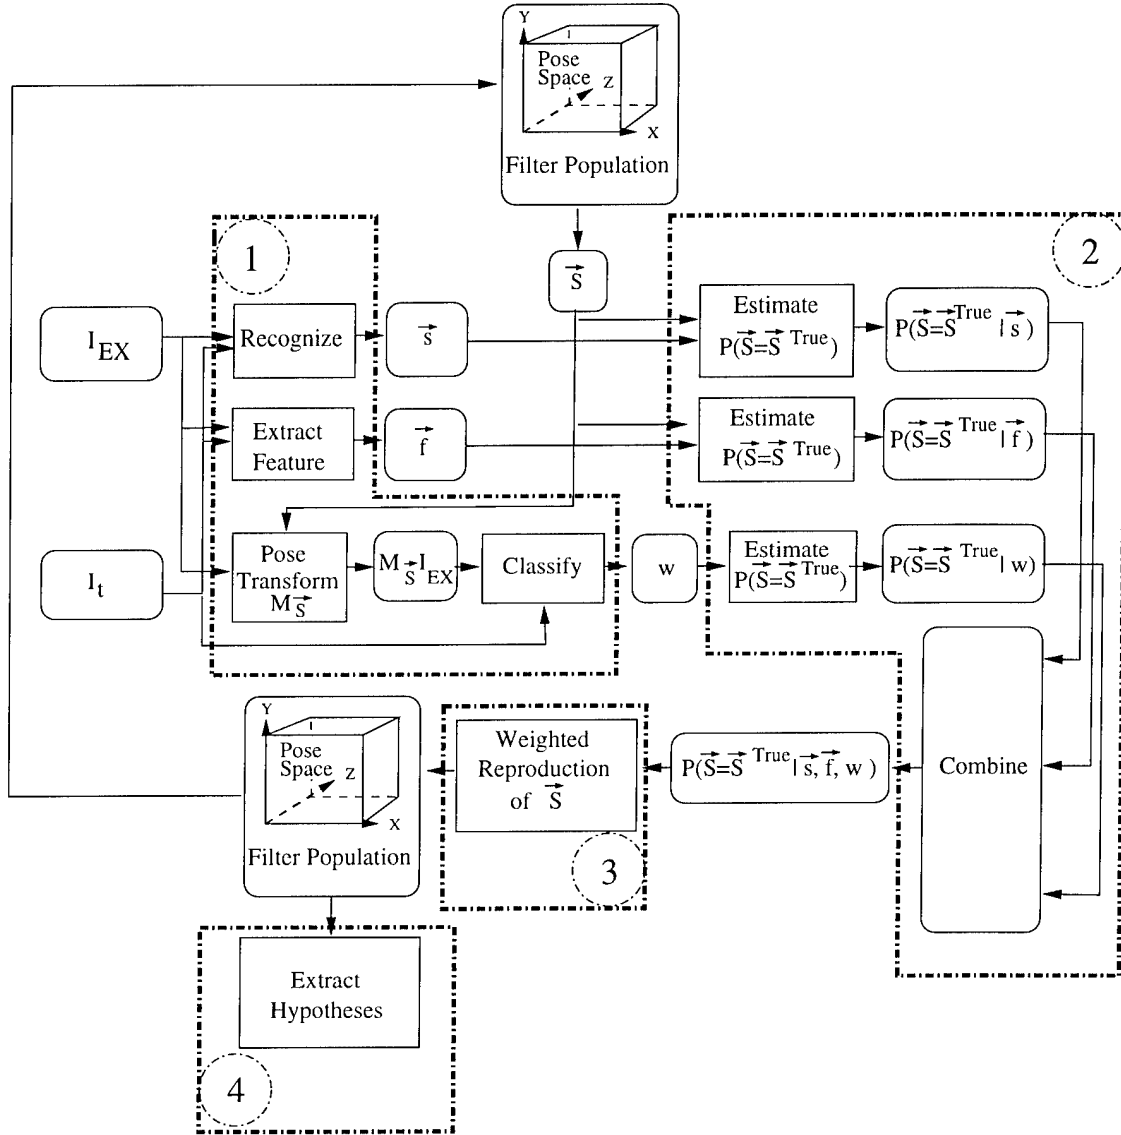 Y
Pose
Space
Z
X
Filter Population
1
2
S⃗
I_EX
Recognize
s⃗
Estimate
P(S⃗=S⃗ True)
P(S⃗=S⃗ True | s⃗)
Extract
Feature
f⃗
Estimate
P(S⃗=S⃗ True)
P(S⃗=S⃗ True | f⃗)
I_t
Pose
Transform
M_S⃗
M_S⃗ I_EX
Classify
w
Estimate
P(S⃗=S⃗ True)
P(S⃗=S⃗ True | w)
Y
Pose
Space
Z
X
Filter Population
Weighted
Reproduction
of S⃗
3
P(S⃗=S⃗ True | s⃗, f⃗, w )
Combine
Extract
Hypotheses
4